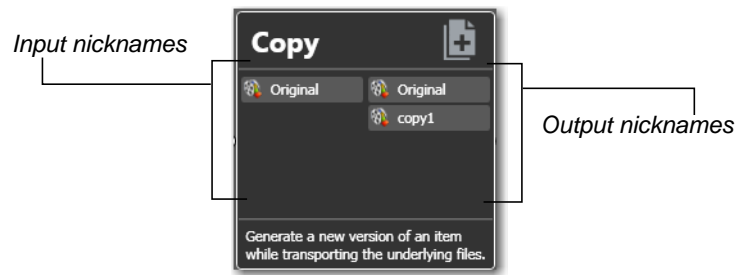 Input nicknames
Copy
Original
Original
copy1
Output nicknames
Generate a new version of an item
while transporting the underlying files.